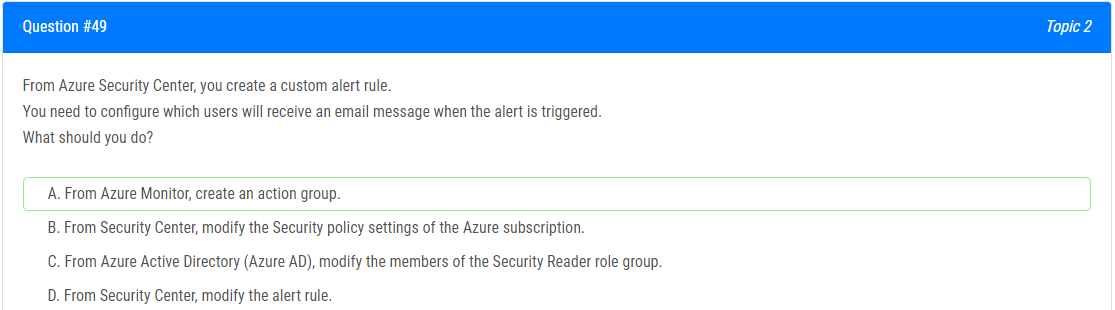 Question #49
Topic 2
From Azure Security Center, you create a custom alert rule.
You need to configure which users will receive an email message when the alert is triggered.
What should you do?
A. From Azure Monitor, create an action group.
B. From Security Center, modify the Security policy settings of the Azure subscription.
C. From Azure Active Directory (Azure AD), modify the members of the Security Reader role group.
D. From Security Center, modify the alert rule.